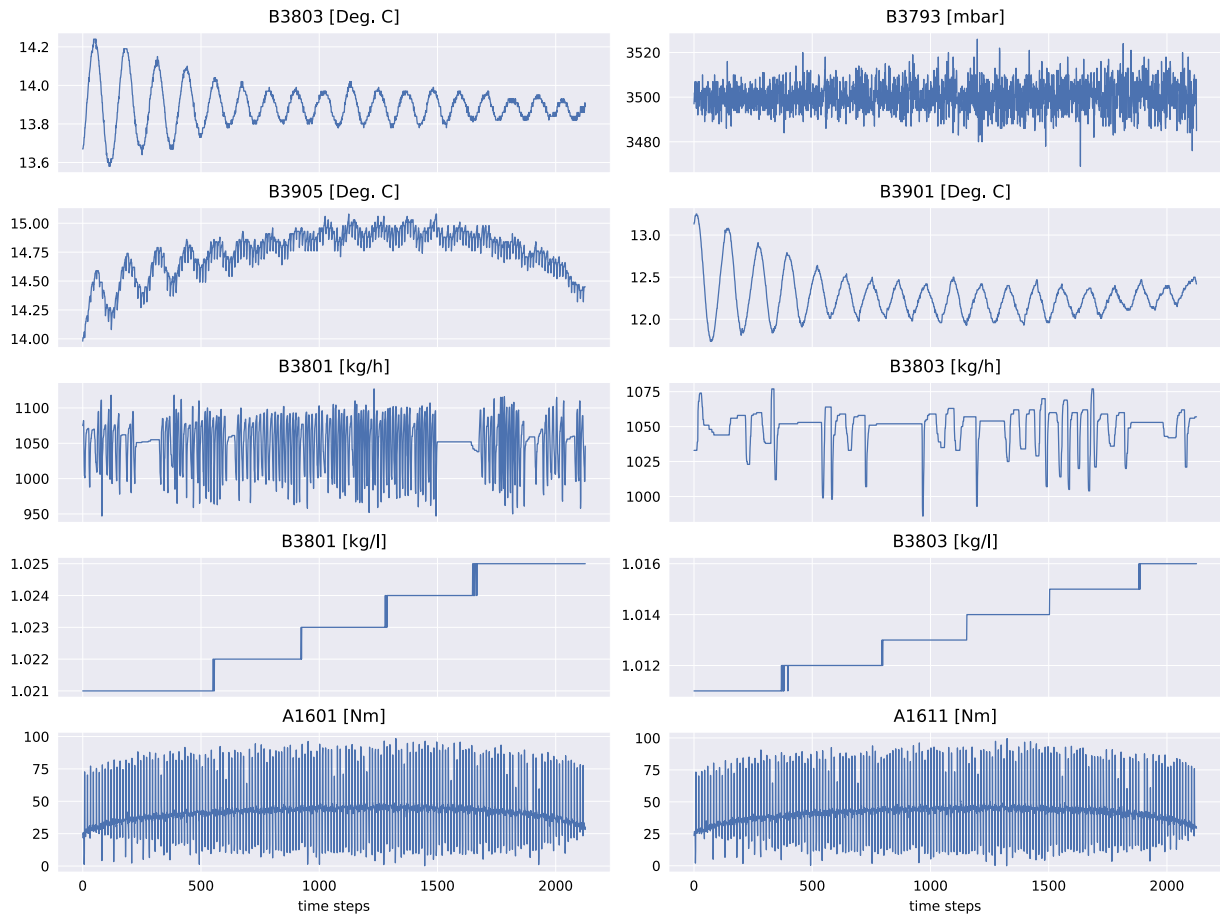 B3803 [Deg. C]
14.2
14.0
13.8
13.6
B3793 [mbar]
3520
3500
3480
B3905 [Deg. C]
15.00
14.75
14.50
14.25
14.00
B3901 [Deg. C]
13.0
12.5
12.0
B3801 [kg/h]
1100
1050
1000
950
B3803 [kg/h]
1075
1050
1025
1000
B3801 [kg/l]
1.025
1.024
1.023
1.022
1.021
B3803 [kg/l]
1.016
1.014
1.012
A1601 [Nm]
100
75
50
25
0
0 500 1000 1500 2000
time steps
A1611 [Nm]
100
75
50
25
0
0 500 1000 1500 2000
time steps